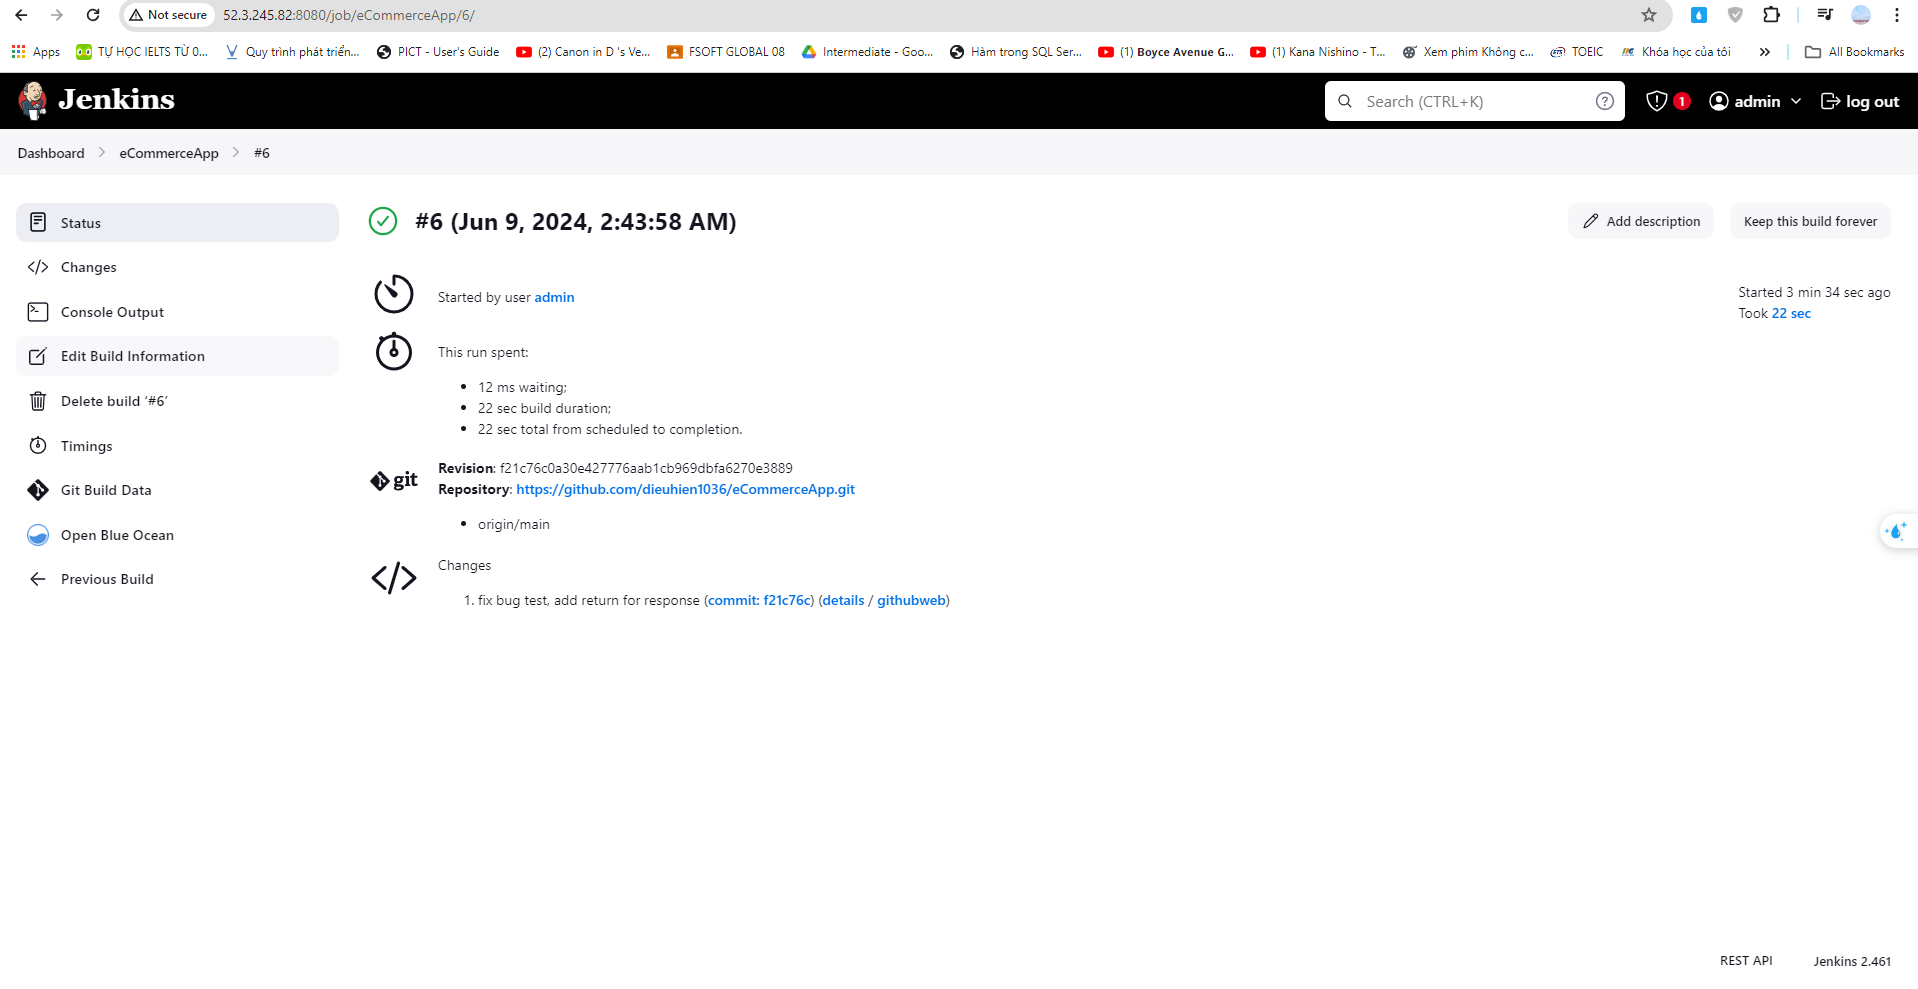 Not secure 52.3.245.82:8080/job/eCommerceApp/6/
Apps TỰ HỌC IELTS TỪ 0... Quy trình phát triển... PICT - User's Guide (2) Canon in D 's Ve... FSOFT GLOBAL 08 Intermediate - Goo... Hàm trong SQL Ser... (1) Boyce Avenue G... (1) Kana Nishino - T... Xem phim Không c... TOEIC Khóa học của tôi » All Bookmarks
Jenkins Search (CTRL+K) ? 1 admin log out
Dashboard > eCommerceApp > #6
Status
Changes
Console Output
Edit Build Information
Delete build ‘#6’
Timings
Git Build Data
Open Blue Ocean
Previous Build
#6 (Jun 9, 2024, 2:43:58 AM)
Add description
Keep this build forever
Started by user admin
Started 3 min 34 sec ago
Took 22 sec
This run spent:
12 ms waiting;
22 sec build duration;
22 sec total from scheduled to completion.
git
Revision: f21c76c0a30e427776aab1cb969dbfa6270e3889
Repository: https://github.com/dieuhien1036/eCommerceApp.git
origin/main
Changes
1. fix bug test, add return for response (commit: f21c76c) (details / githubweb)
REST API Jenkins 2.461